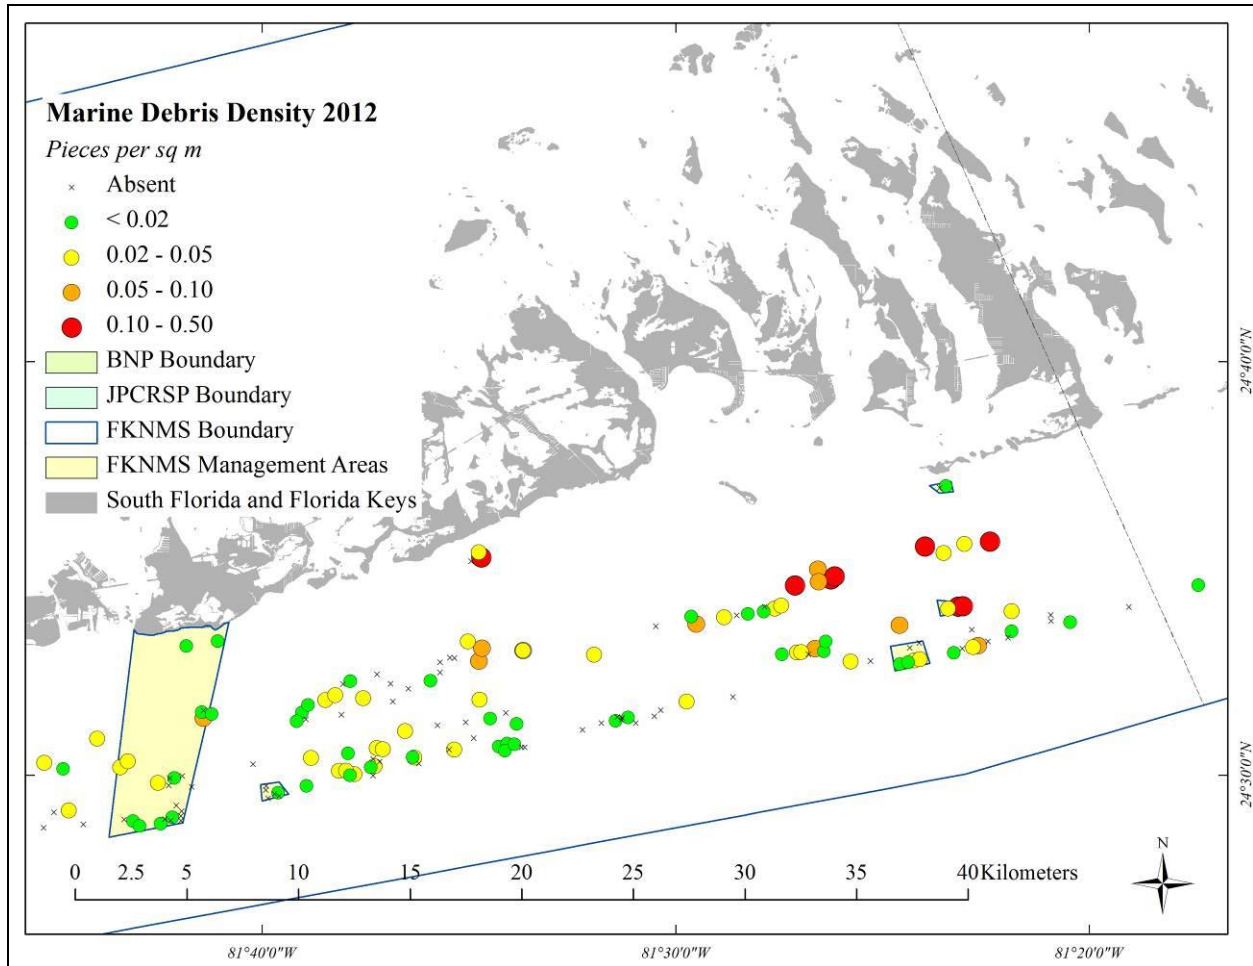 Marine Debris Density 2012
Pieces per sq m
Absent
< 0.02
0.02 - 0.05
0.05 - 0.10
0.10 - 0.50
BNP Boundary
JPCRSP Boundary
FKNMS Boundary
FKNMS Management Areas
South Florida and Florida Keys
24°40'0"N
24°30'0"N
0 2.5 5 10 15 20 25 30 35 40 Kilometers
N
81°40'0"W 81°30'0"W 81°20'0"W